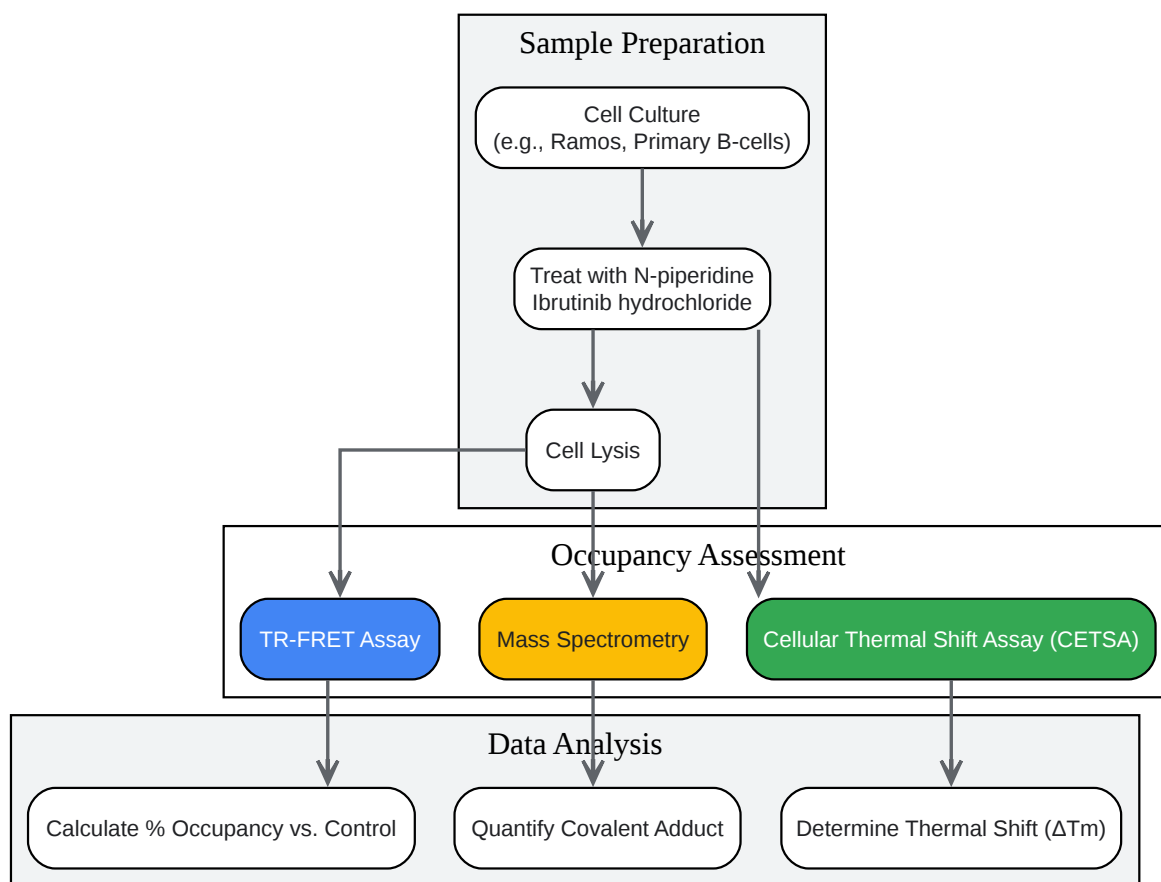 Sample Preparation
Cell Culture
(e.g., Ramos, Primary B-cells)
Treat with N-piperidine
Ibrutinib hydrochloride
Cell Lysis
Occupancy Assessment
TR-FRET Assay
Mass Spectrometry
Cellular Thermal Shift Assay (CETSA)
Data Analysis
Calculate % Occupancy vs. Control
Quantify Covalent Adduct
Determine Thermal Shift (ΔTm)